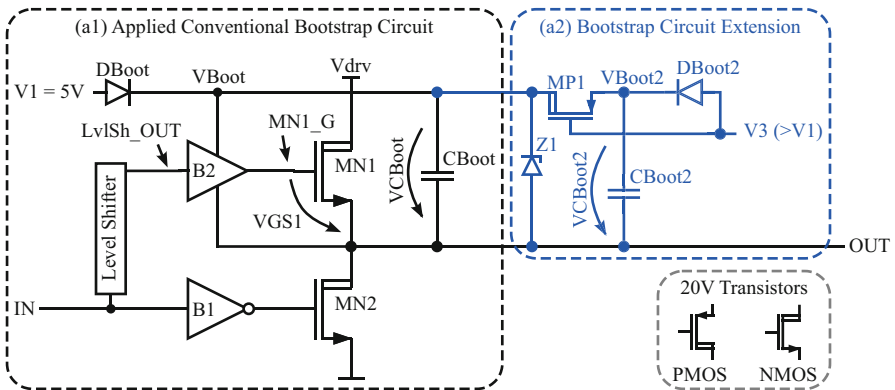 (a1) Applied Conventional Bootstrap Circuit
(a2) Bootstrap Circuit Extension
DBoot
VBoot
Vdrv
MP1
VBoot2
DBoot2
V1 = 5V
LvlSh_OUT
MN1_G
V3 (>V1)
B2
MN1
CBoot
VCBoot
Z1
CBoot2
VCBoot2
VGS1
Level Shifter
OUT
IN
B1
MN2
20V Transistors
PMOS
NMOS